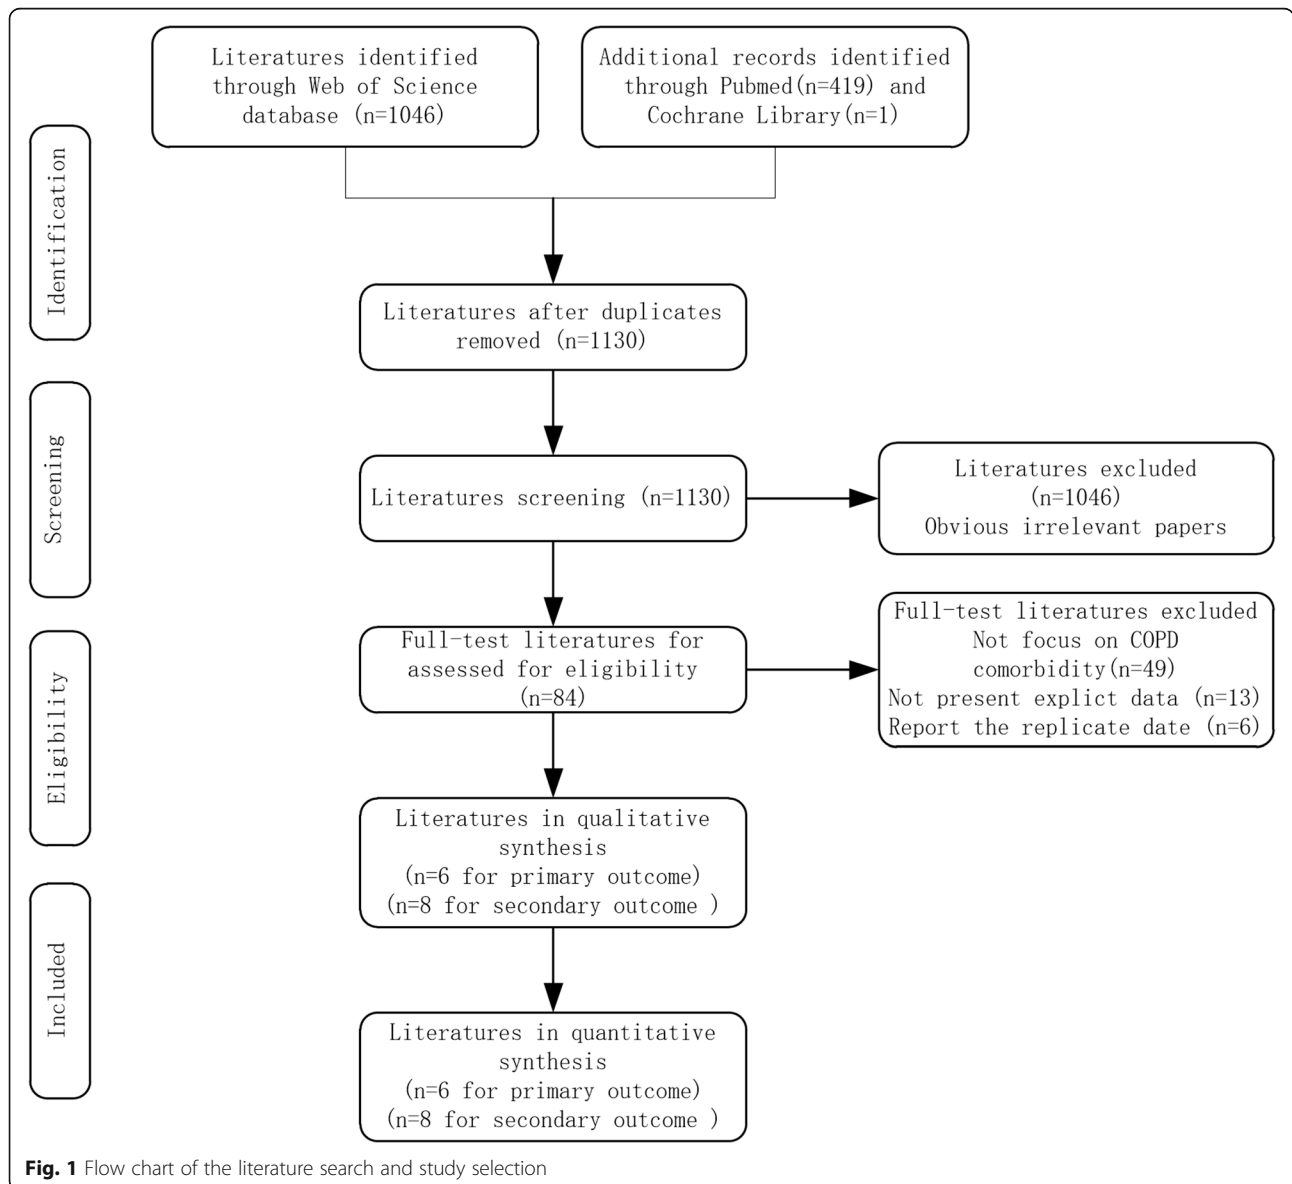 Literatures identified
through Web of Science
database (n=1046)
Additional records identified
through Pubmed(n=419) and
Cochrane Library(n=1)
Identification
Literatures after duplicates
removed (n=1130)
Screening
Literatures screening (n=1130)
Literatures excluded
(n=1046)
Obvious irrelevant papers
Eligibility
Full-test literatures for
assessed for eligibility
(n=84)
Full-test literatures excluded
Not focus on COPD
comorbidity(n=49)
Not present explict data (n=13)
Report the replicate date (n=6)
Literatures in qualitative
synthesis
(n=6 for primary outcome)
(n=8 for secondary outcome )
Included
Literatures in quantitative
synthesis
(n=6 for primary outcome)
(n=8 for secondary outcome )
Fig. 1 Flow chart of the literature search and study selection